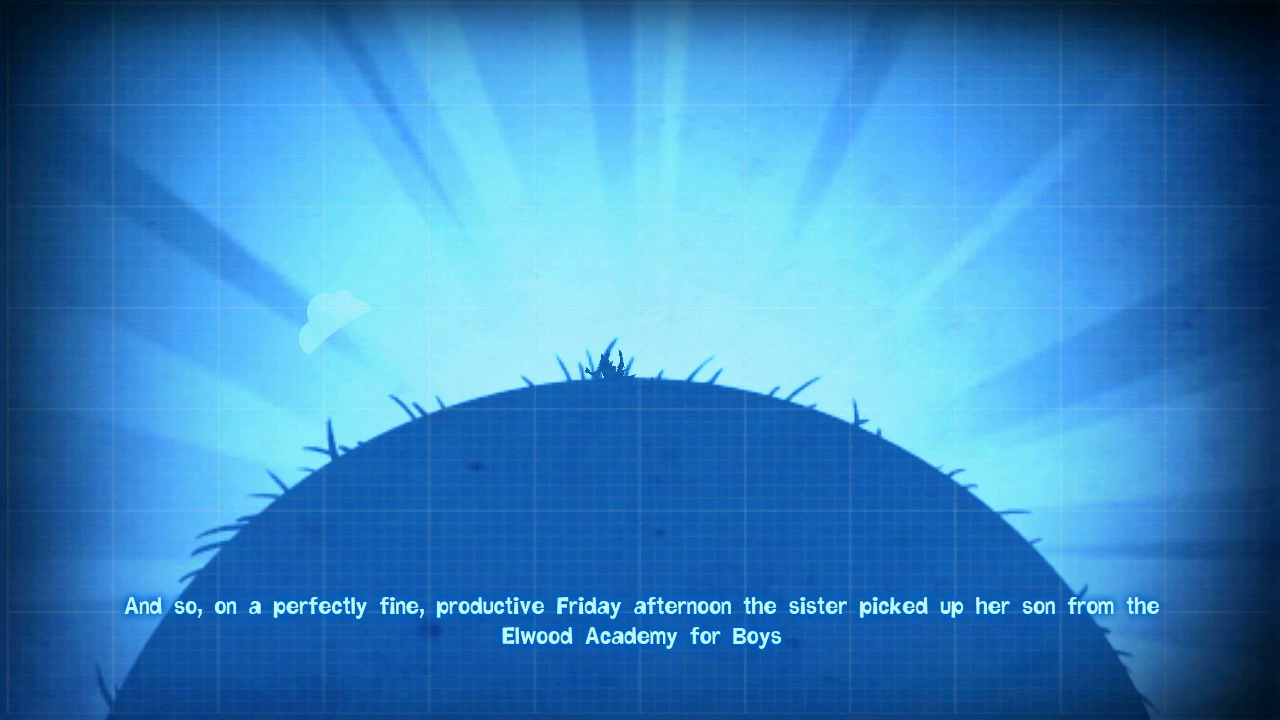 And so, on a perfectly fine, productive Friday afternoon the sister picked up her son from the
Elwood Academy for Boys